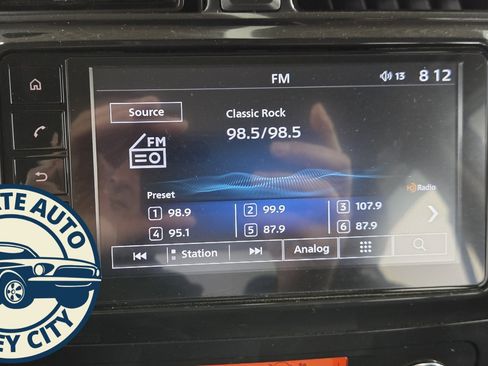 FM
13
8 12
Source
Classic Rock
98.5/98.5
FM
Preset
HD Radio
1 98.9
2 99.9
3 107.9
4 95.1
5 87.9
6 87.9
Station
Analog
ATE AUTO
EY CITY